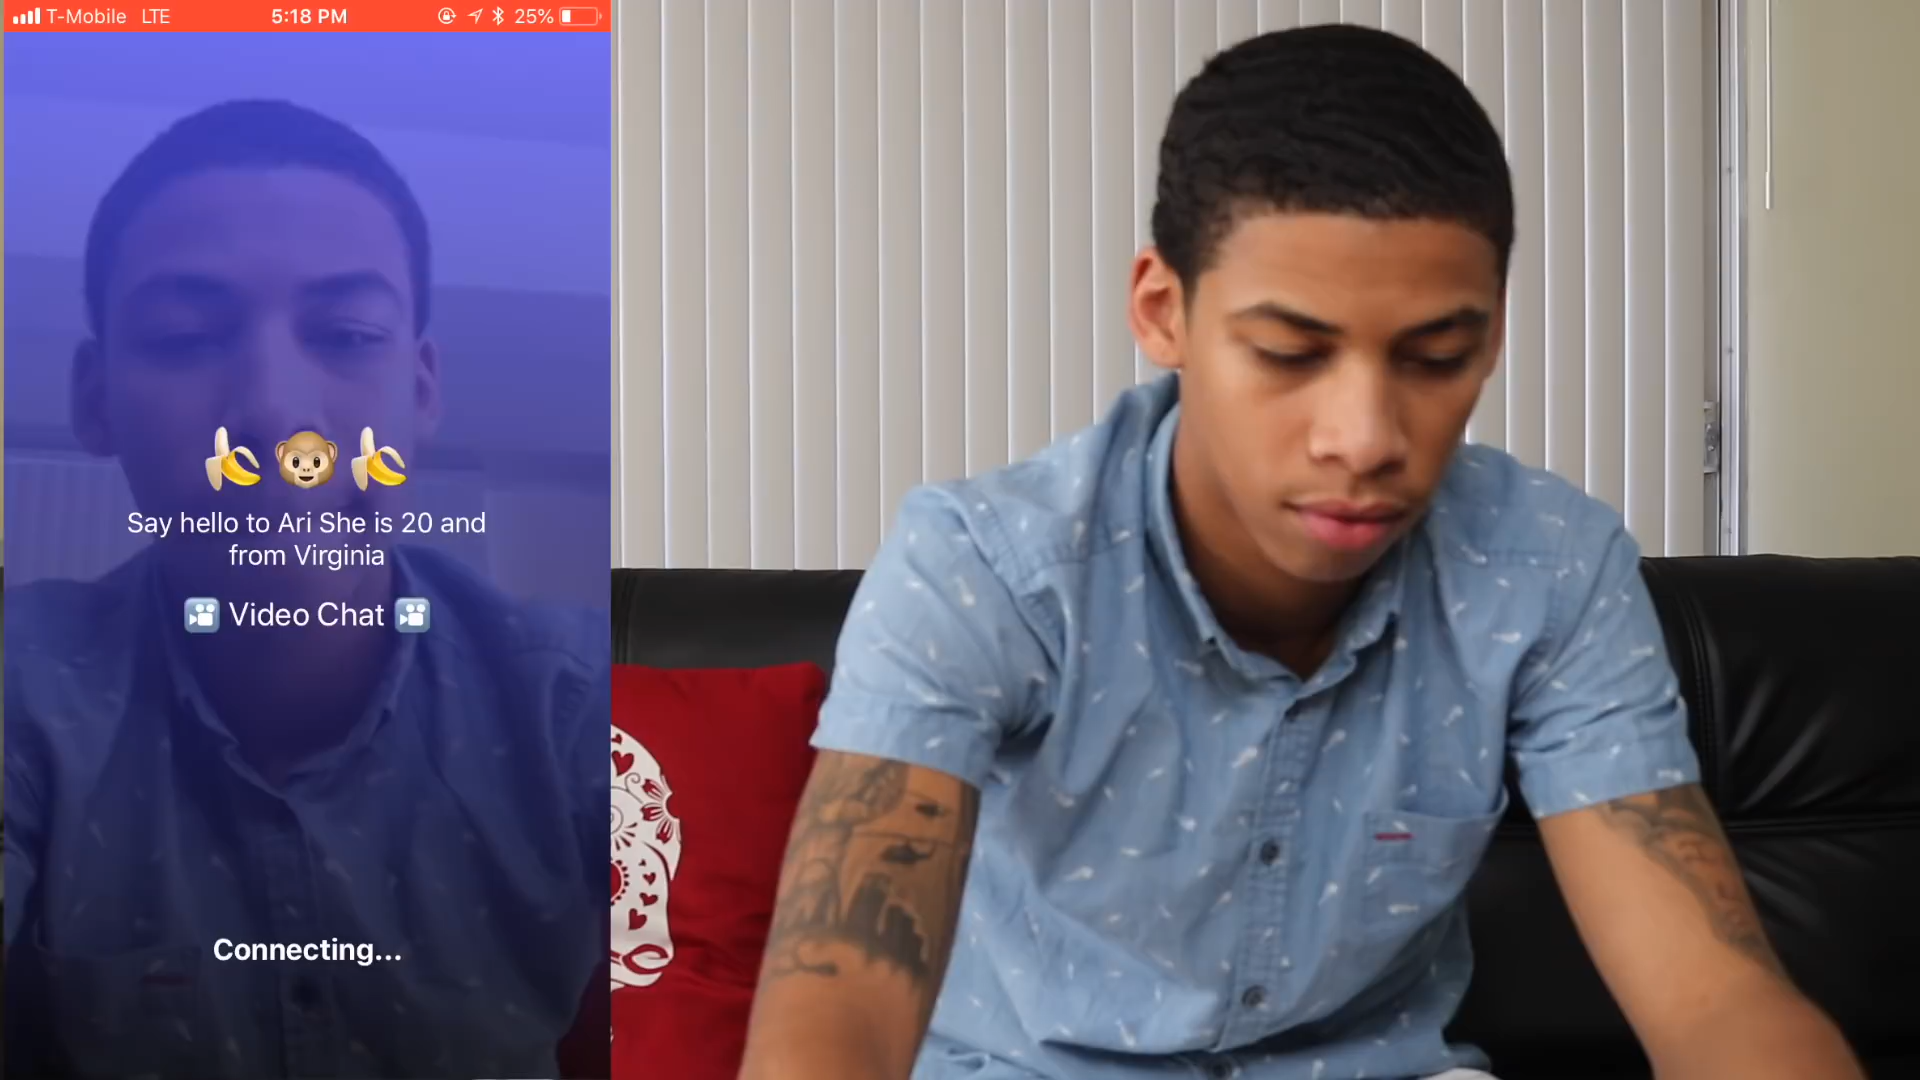 T-Mobile LTE 5:18 PM 25%
Say hello to Ari She is 20 and
from Virginia
Video Chat
Connecting...